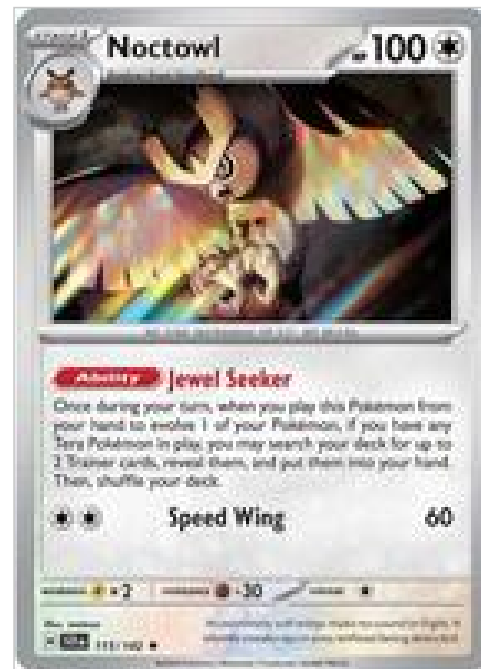 Noctowl
100
Ability Jewel Seeker
Once during your turn, when you play this Pokémon from
your hand to evolve 1 of your Pokémon, if you have any
Tera Pokémon in play, you may search your deck for up to
2 Trainer cards, reveal them, and put them into your hand.
Then, shuffle your deck.
Speed Wing 60
×2 -30
115/142